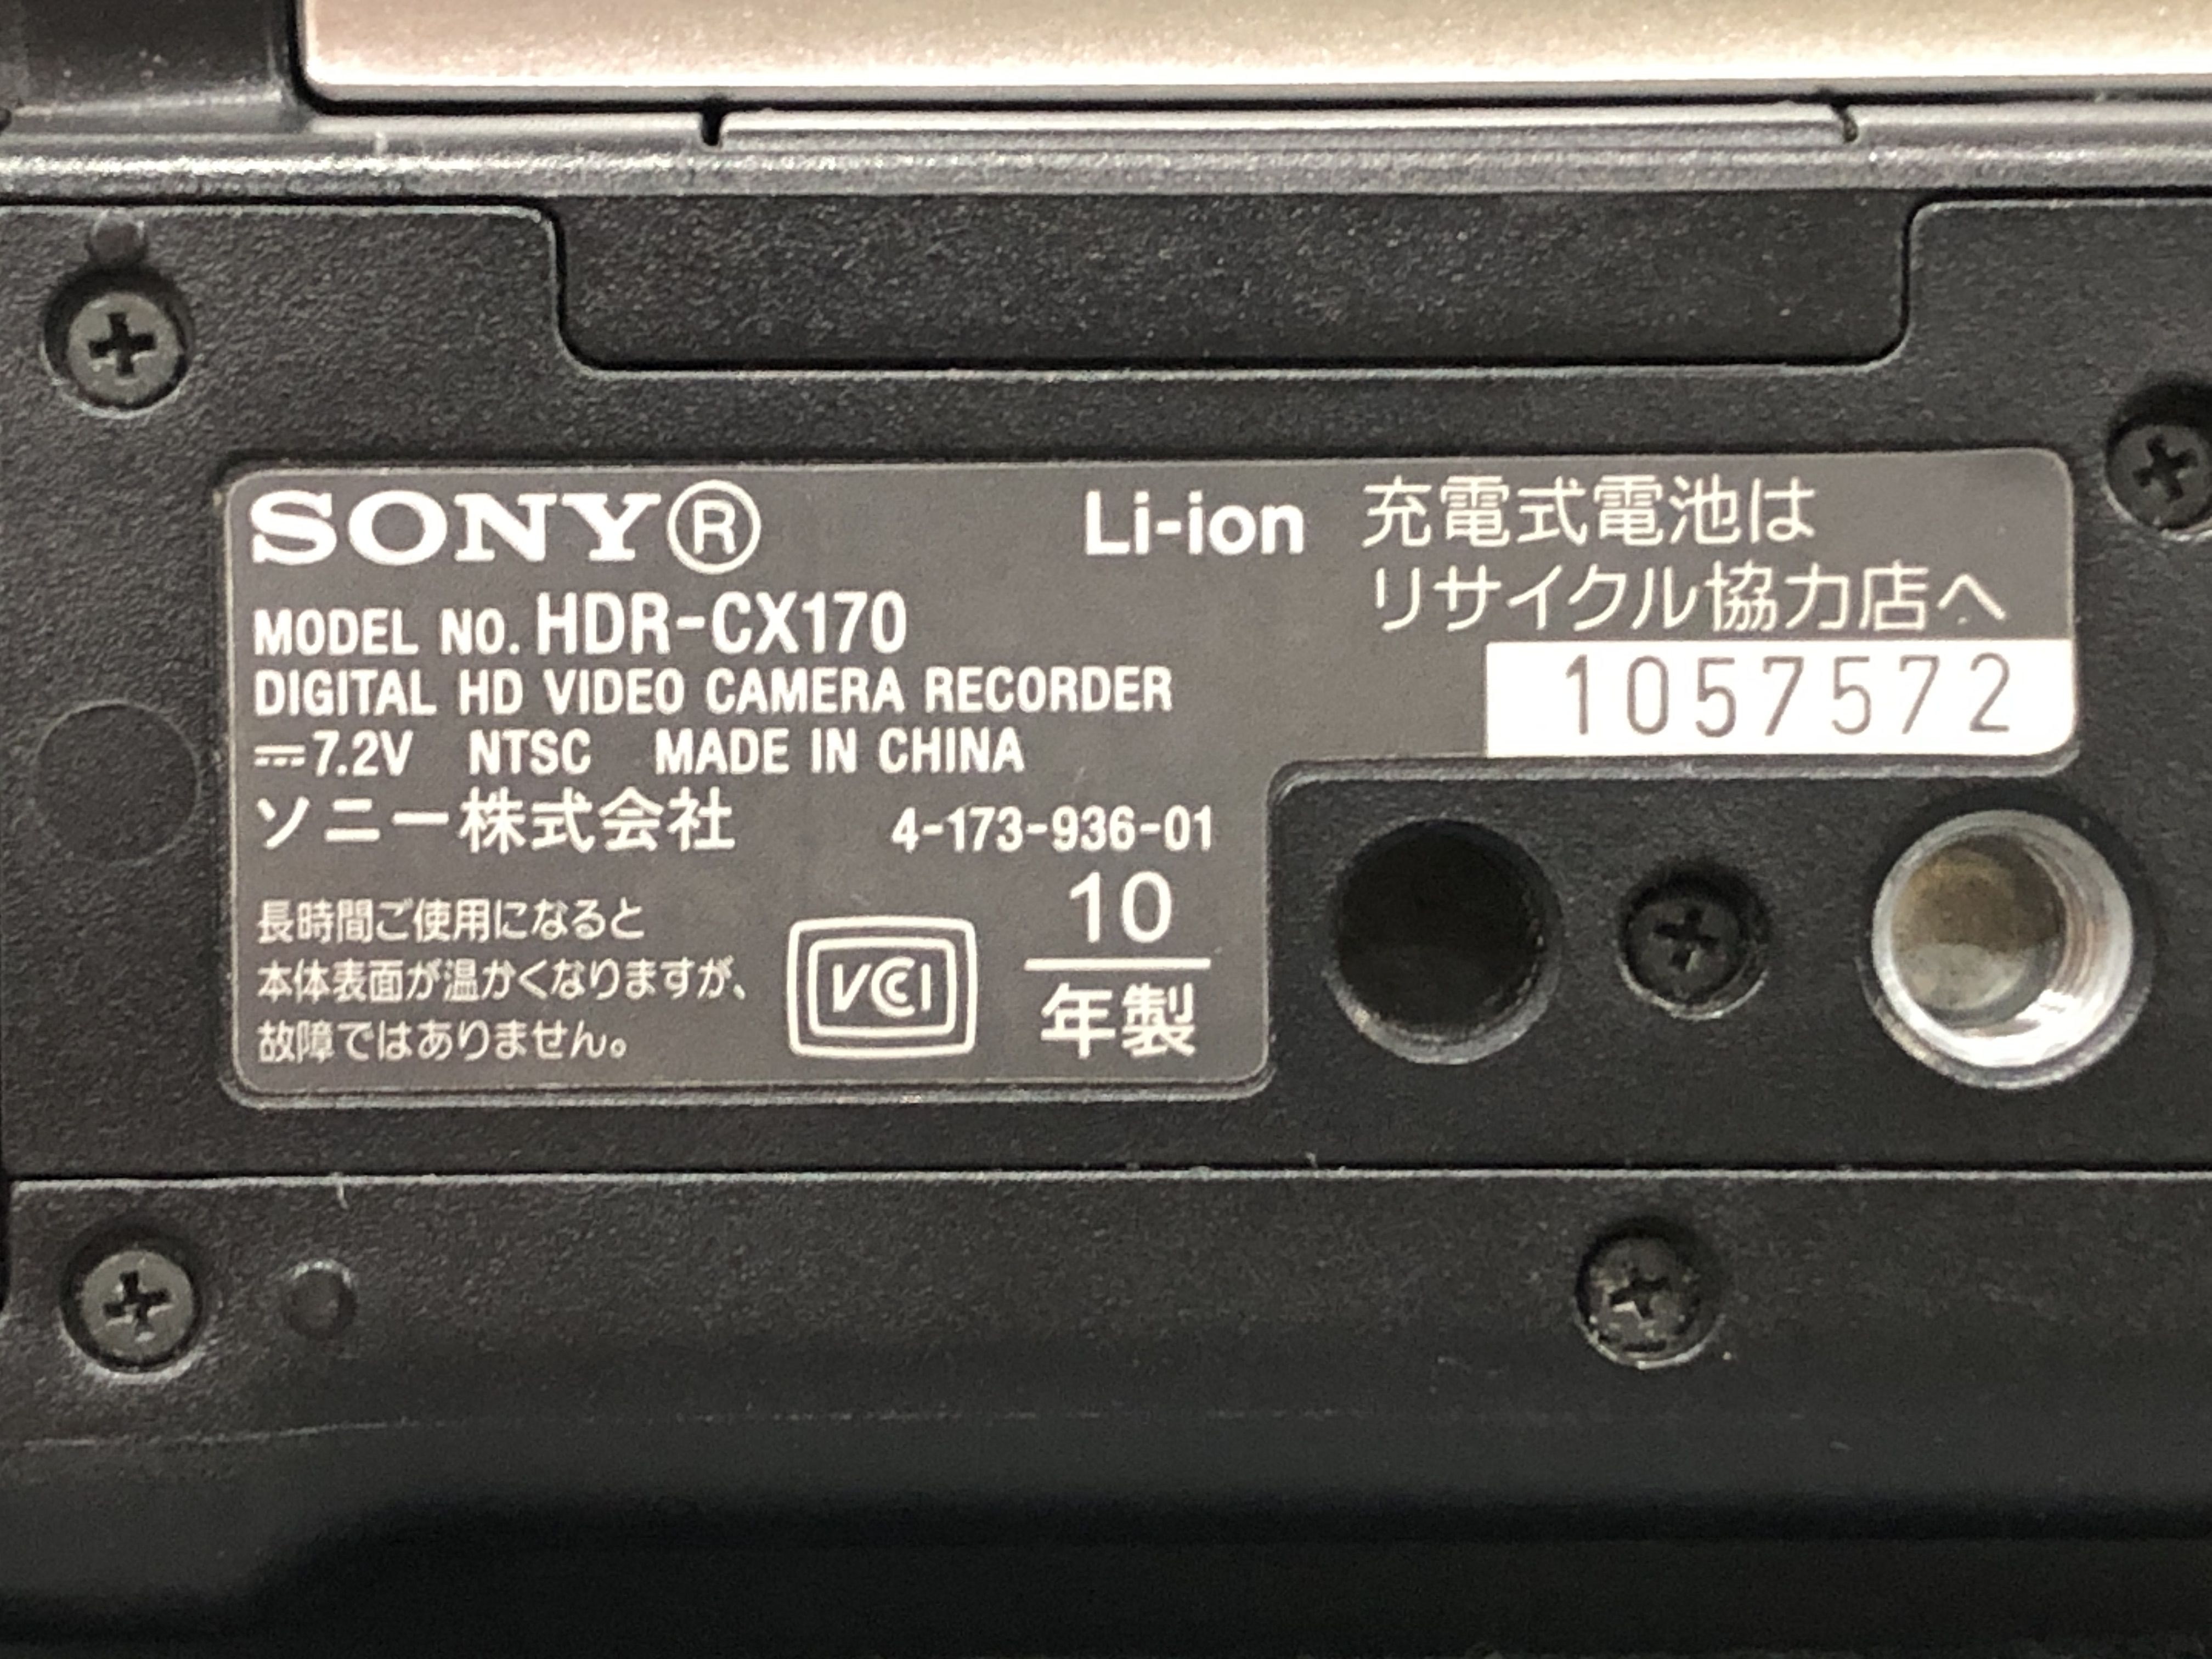 SONY®
Li-ion 充電式電池は
リサイクル協力店へ
MODEL NO. HDR-CX170
1057572
DIGITAL HD VIDEO CAMERA RECORDER
⎓7.2V NTSC MADE IN CHINA
ソニー株式会社 4-173-936-01
長時間ご使用になると
本体表面が温かくなりますが、
故障ではありません。
VCCI
10
年製